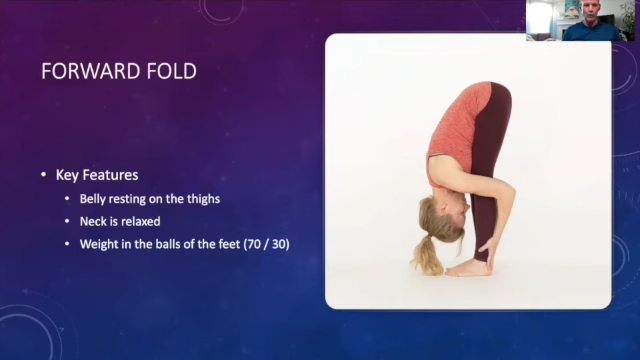 FORWARD FOLD
• Key Features
• Belly resting on the thighs
• Neck is relaxed
• Weight in the balls of the feet (70 / 30)